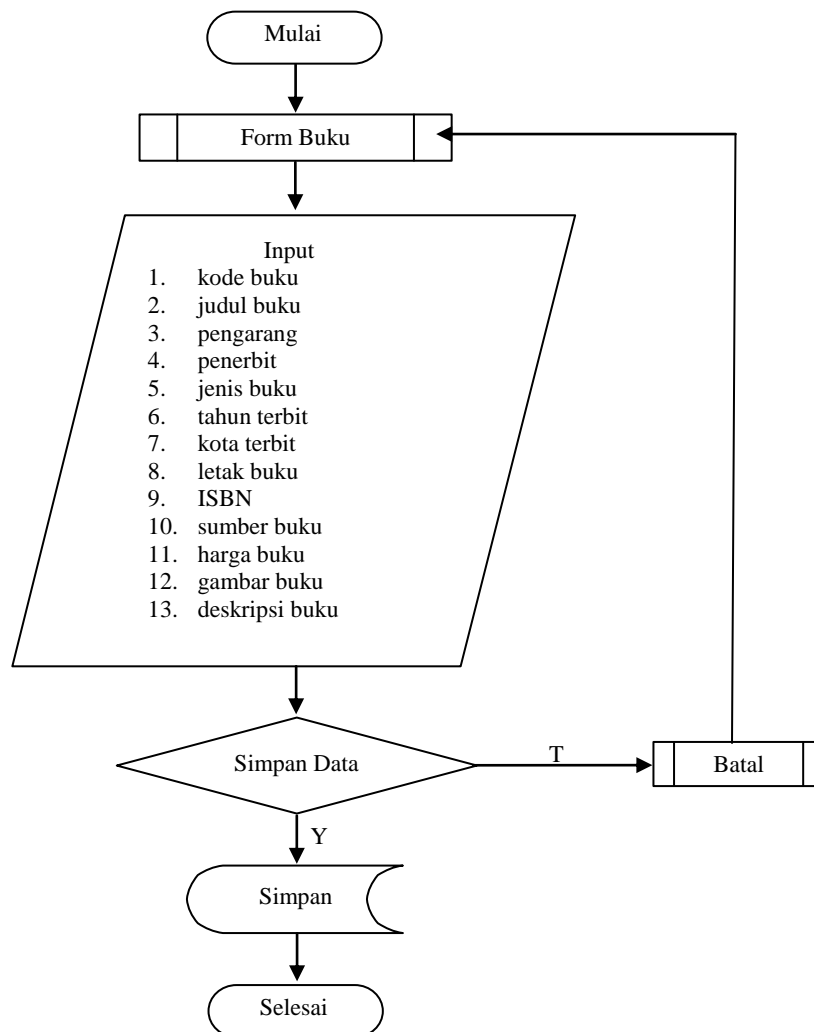 Mulai
Form Buku
Input
1. kode buku
2. judul buku
3. pengarang
4. penerbit
5. jenis buku
6. tahun terbit
7. kota terbit
8. letak buku
9. ISBN
10. sumber buku
11. harga buku
12. gambar buku
13. deskripsi buku
Simpan Data
T
Batal
Y
Simpan
Selesai